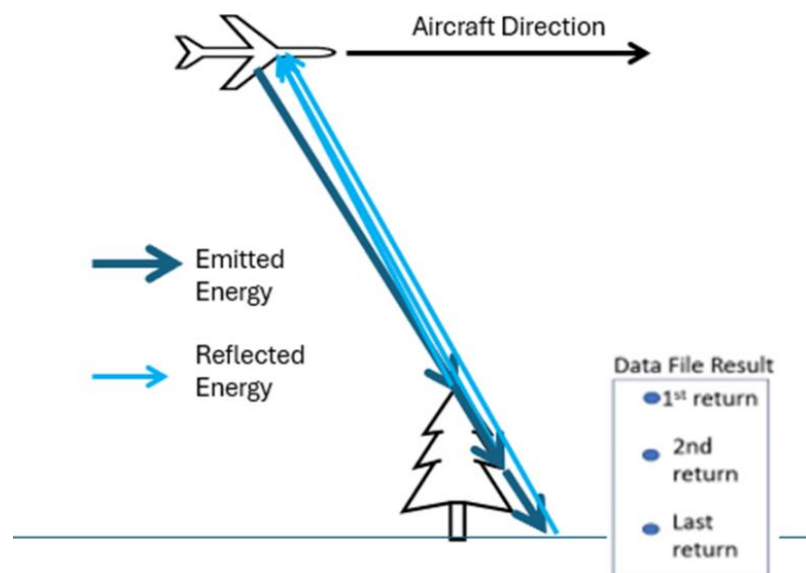 Aircraft Direction
Emitted
Energy
Reflected
Energy
Data File Result
1st return
2nd
return
Last
return